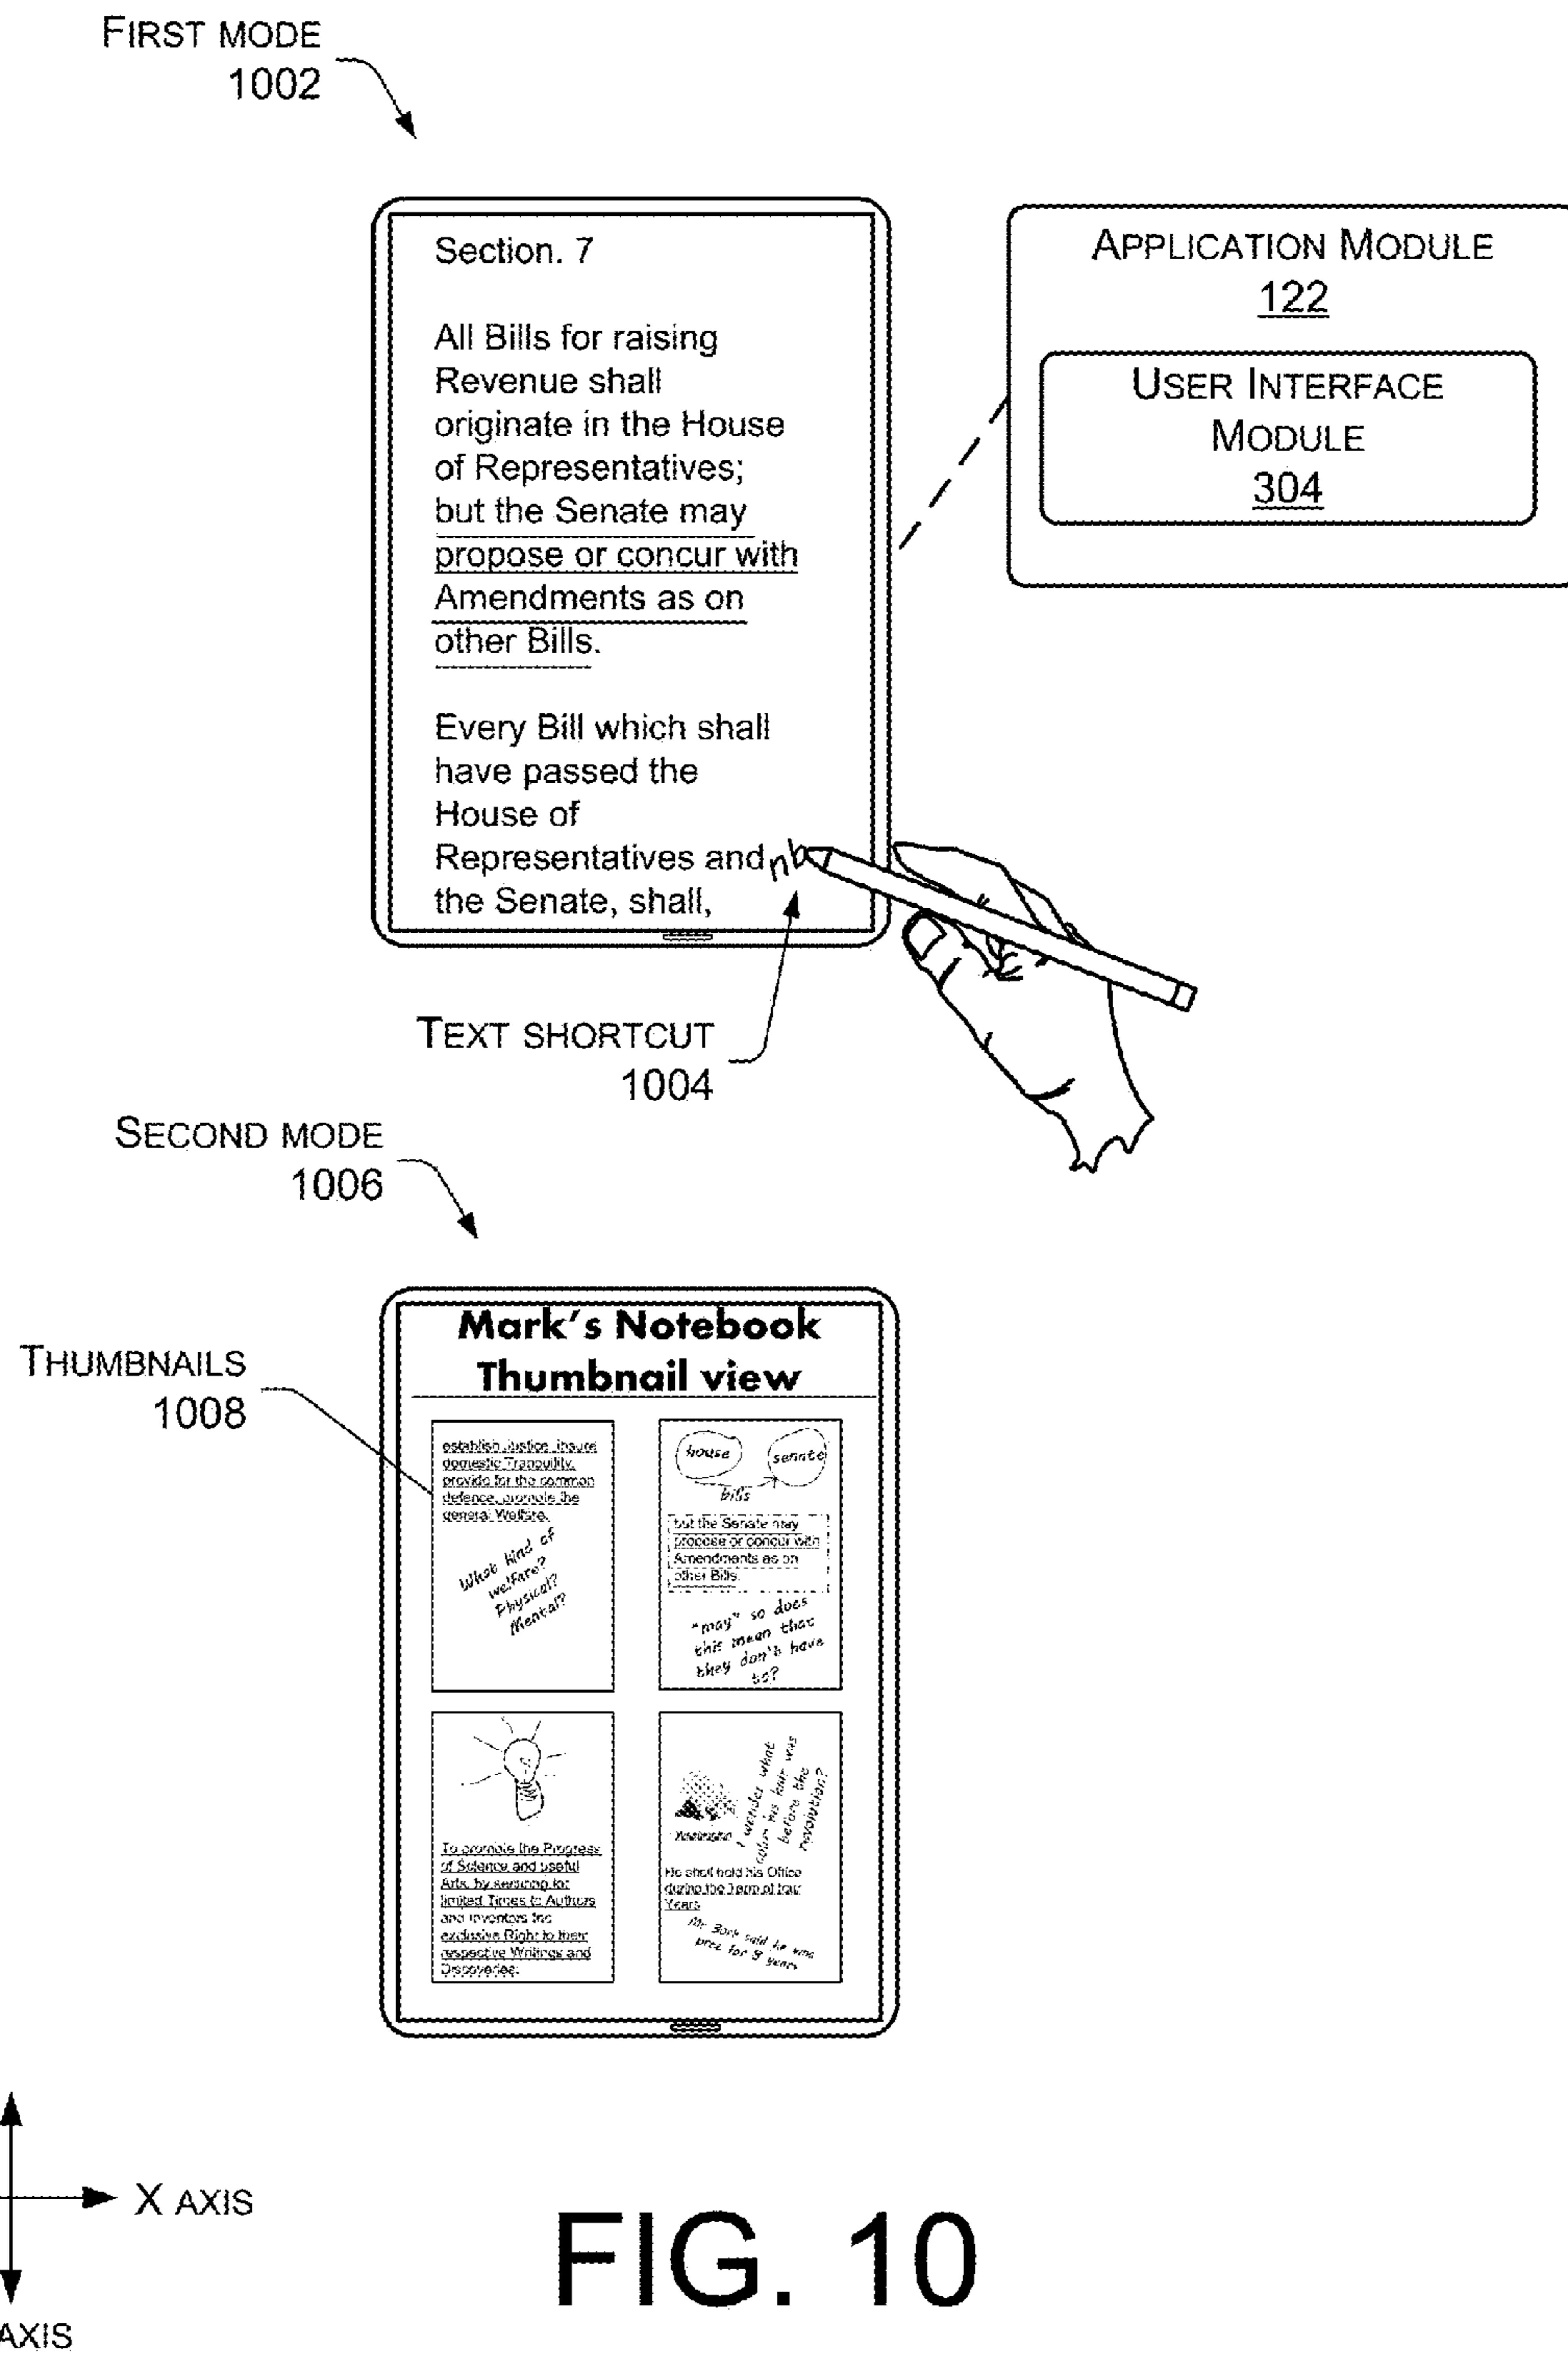 FIRST MODE
1002
Section. 7
All Bills for raising
Revenue shall
originate in the House
of Representatives;
but the Senate may
propose or concur with
Amendments as on
other Bills.
Every Bill which shall
have passed the
House of
Representatives and
the Senate, shall,
nb
APPLICATION MODULE
122
USER INTERFACE
MODULE
304
TEXT SHORTCUT
1004
SECOND MODE
1006
Mark's Notebook
Thumbnail view
THUMBNAILS
1008
establish Justice, insure
domestic Tranquility,
provide for the common
defence, promote the
general Welfare,
What kind of
welfare?
Physical?
Mental?
house
senate
bills
but the Senate may
propose or concur with
Amendments as on
other Bills.
"may" so does
this mean that
they don't have
to?
To promote the Progress
of Science and useful
Arts, by securing for
limited Times to Authors
and Inventors the
exclusive Right to their
respective Writings and
Discoveries;
I wonder what
color his hair was
before the
revolution?
He shall hold his Office
during the Term of four
Years
said he was
prez for 8 years
X AXIS
AXIS
FIG. 10